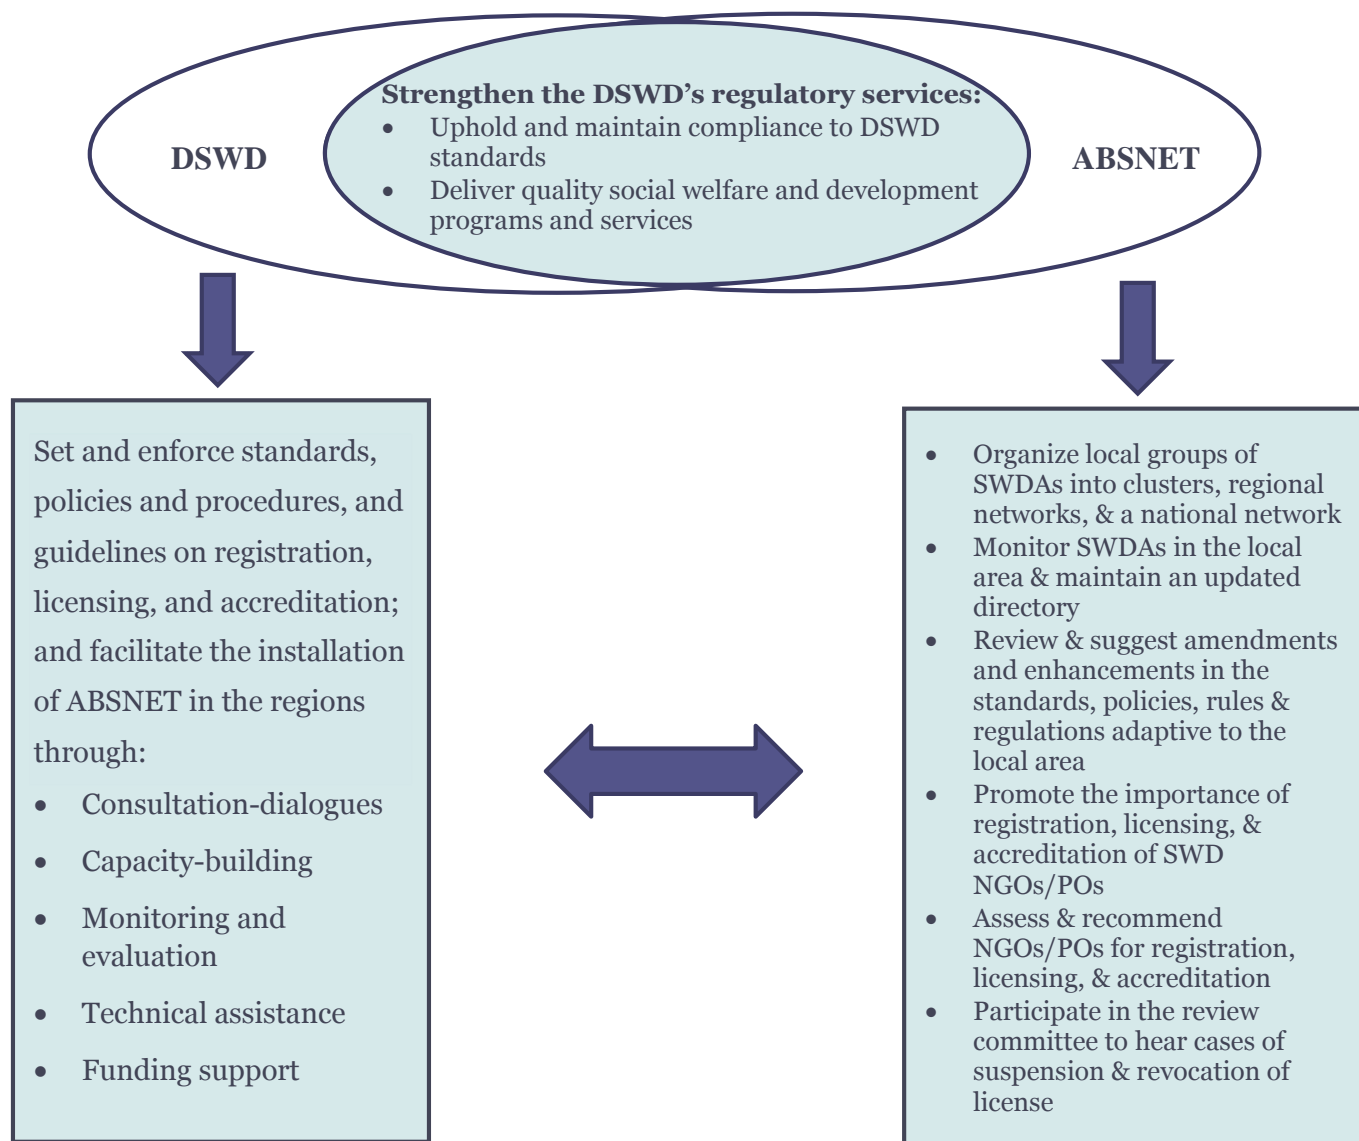 Strengthen the DSWD’s regulatory services:
• Uphold and maintain compliance to DSWD
standards
• Deliver quality social welfare and development
programs and services
DSWD
ABSNET
Set and enforce standards,
policies and procedures, and
guidelines on registration,
licensing, and accreditation;
and facilitate the installation
of ABSNET in the regions
through:
• Consultation-dialogues
• Capacity-building
• Monitoring and
evaluation
• Technical assistance
• Funding support
• Organize local groups of
SWDAs into clusters, regional
networks, & a national network
• Monitor SWDAs in the local
area & maintain an updated
directory
• Review & suggest amendments
and enhancements in the
standards, policies, rules &
regulations adaptive to the
local area
• Promote the importance of
registration, licensing, &
accreditation of SWD
NGOs/POs
• Assess & recommend
NGOs/POs for registration,
licensing, & accreditation
• Participate in the review
committee to hear cases of
suspension & revocation of
license